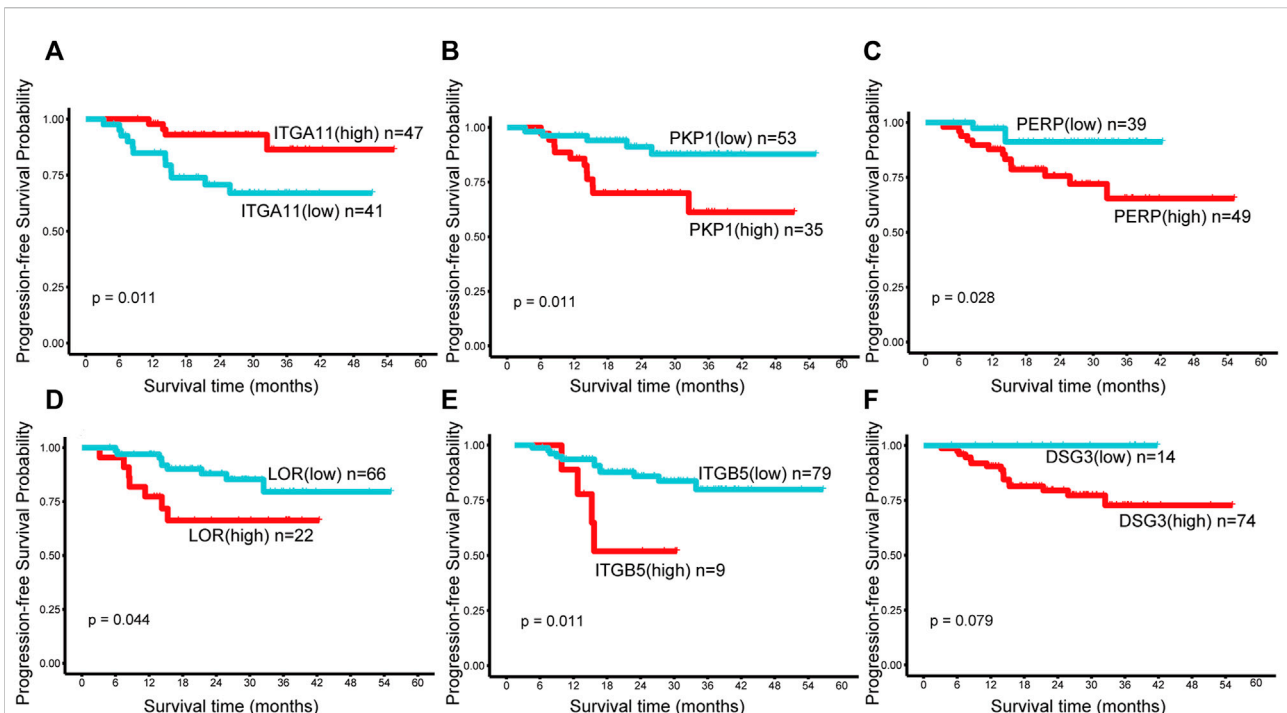 A
Progression-free Survival Probability
1.00
0.75
0.50
0.25
0.00
ITGA11(high) n=47
ITGA11(low) n=41
p = 0.011
0 6 12 18 24 30 36 42 48 54 60
Survival time (months)
B
Progression-free Survival Probability
1.00
0.75
0.50
0.25
0.00
PKP1(low) n=53
PKP1(high) n=35
p = 0.011
0 6 12 18 24 30 36 42 48 54 60
Survival time (months)
C
Progression-free Survival Probability
1.00
0.75
0.50
0.25
0.00
PERP(low) n=39
PERP(high) n=49
p = 0.028
0 6 12 18 24 30 36 42 48 54 60
Survival time (months)
D
Progression-free Survival Probability
1.00
0.75
0.50
0.25
0.00
LOR(low) n=66
LOR(high) n=22
p = 0.044
0 6 12 18 24 30 36 42 48 54 60
Survival time (months)
E
Progression-free Survival Probability
1.00
0.75
0.50
0.25
0.00
ITGB5(low) n=79
ITGB5(high) n=9
p = 0.011
0 6 12 18 24 30 36 42 48 54 60
Survival time (months)
F
Progression-free Survival Probability
1.00
0.75
0.50
0.25
0.00
DSG3(low) n=14
DSG3(high) n=74
p = 0.079
0 6 12 18 24 30 36 42 48 54 60
Survival time (months)